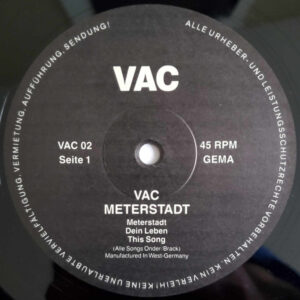 ALLE URHEBER- UND LEISTUNGSSCHUTZRECHTE VORBEHALTEN. KEIN VERLEIH! KEINE UNERLAUBTE VERVIELFÄLTIGUNG, VERMIETUNG, AUFFÜHRUNG, SENDUNG!
VAC
VAC 02
Seite 1
45 RPM
GEMA
VAC
METERSTADT
Meterstadt
Dein Leben
This Song
(Alle Songs Onder/Brack)
Manufactured In West-Germany